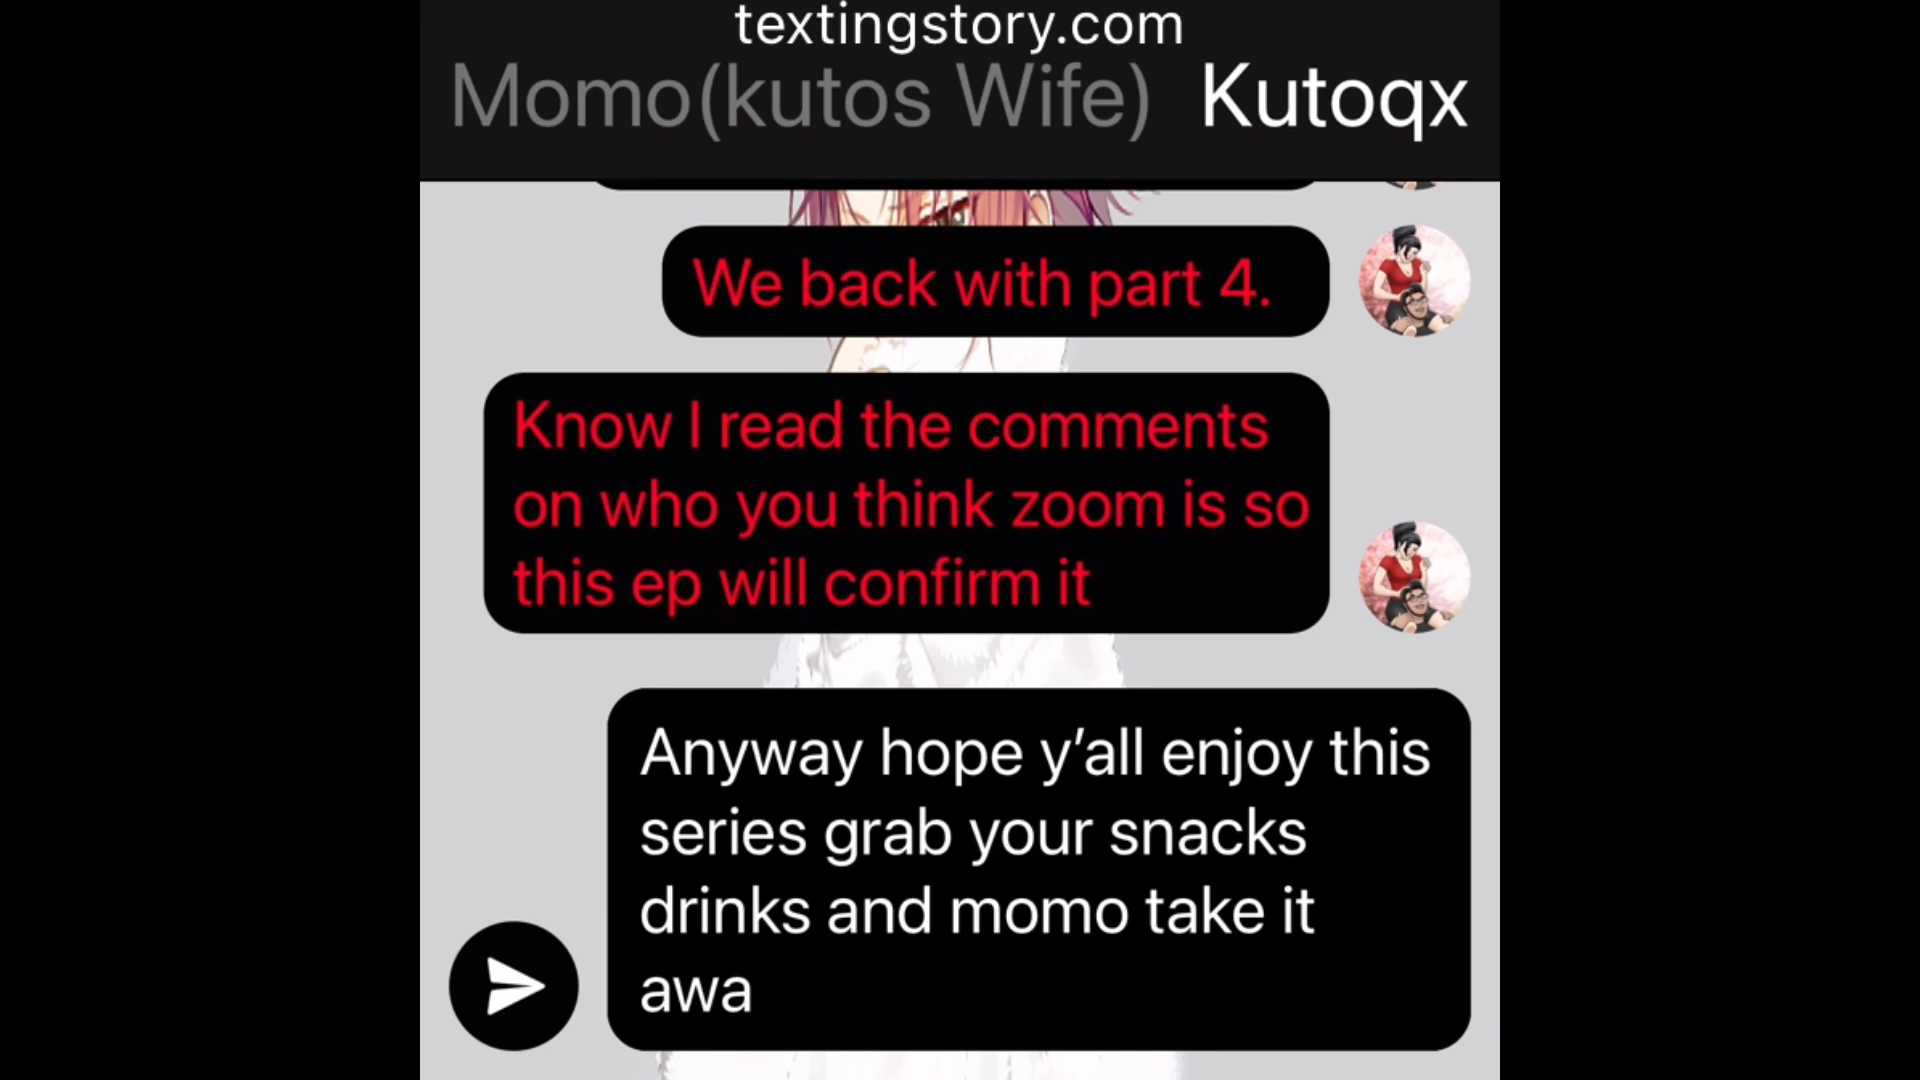 textingstory.com
Momo(kutos Wife) Kutoqx
We back with part 4.
Know I read the comments
on who you think zoom is so
this ep will confirm it
Anyway hope y’all enjoy this
series grab your snacks
drinks and momo take it
awa